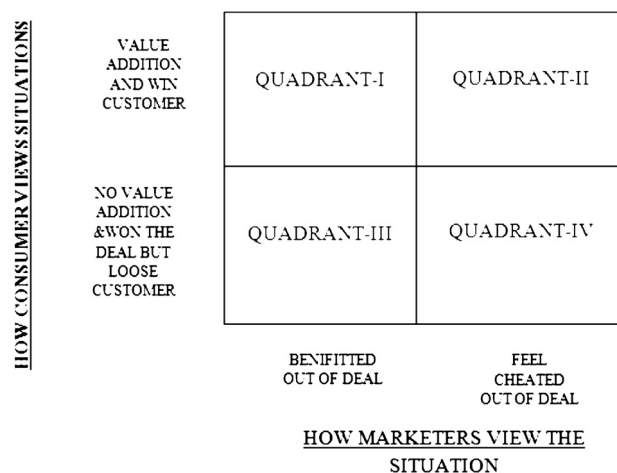 HOW CONSUMER VIEWS SITUATIONS
VALUE
ADDITION
AND WIN
CUSTOMER
QUADRANT-I
QUADRANT-II
NO VALUE
ADDITION
&WON THE
DEAL BUT
LOOSE
CUSTOMER
QUADRANT-III
QUADRANT-IV
BENIFITTED
OUT OF DEAL
FEEL
CHEATED
OUT OF DEAL
HOW MARKETERS VIEW THE
SITUATION